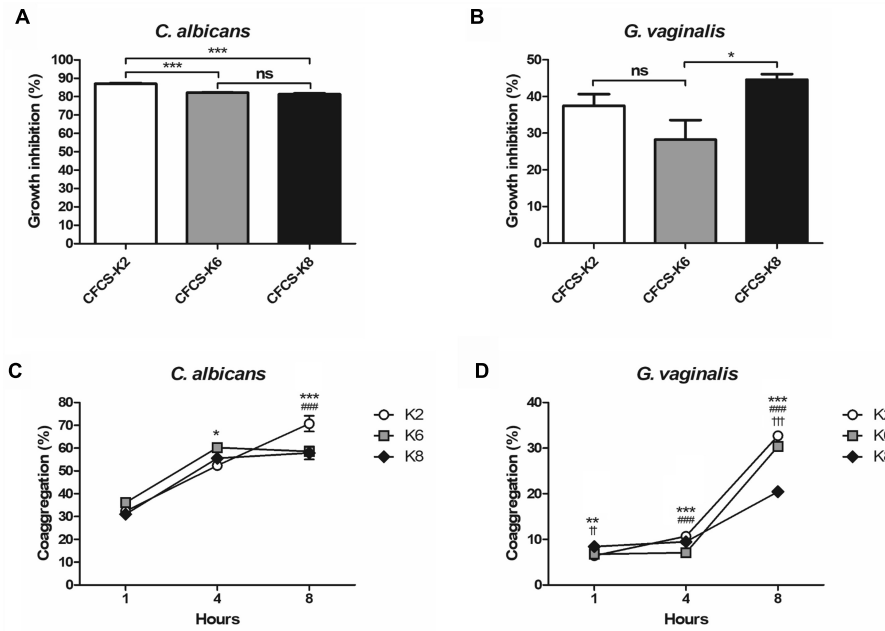 A
C. albicans
Growth inhibition (%)
100
90
80
70
60
50
40
30
20
10
0
***
***
ns
CFCS-K2
CFCS-K6
CFCS-K8
B
G. vaginalis
Growth inhibition (%)
50
40
30
20
10
0
ns
*
CFCS-K2
CFCS-K6
CFCS-K8
C
C. albicans
Coaggregation (%)
80
70
60
50
40
30
20
10
0
*
***
###
1
4
8
Hours
K2
K6
K8
D
G. vaginalis
Coaggregation (%)
40
30
20
10
0
**
††
***
###
***
###
†††
1
4
8
Hours